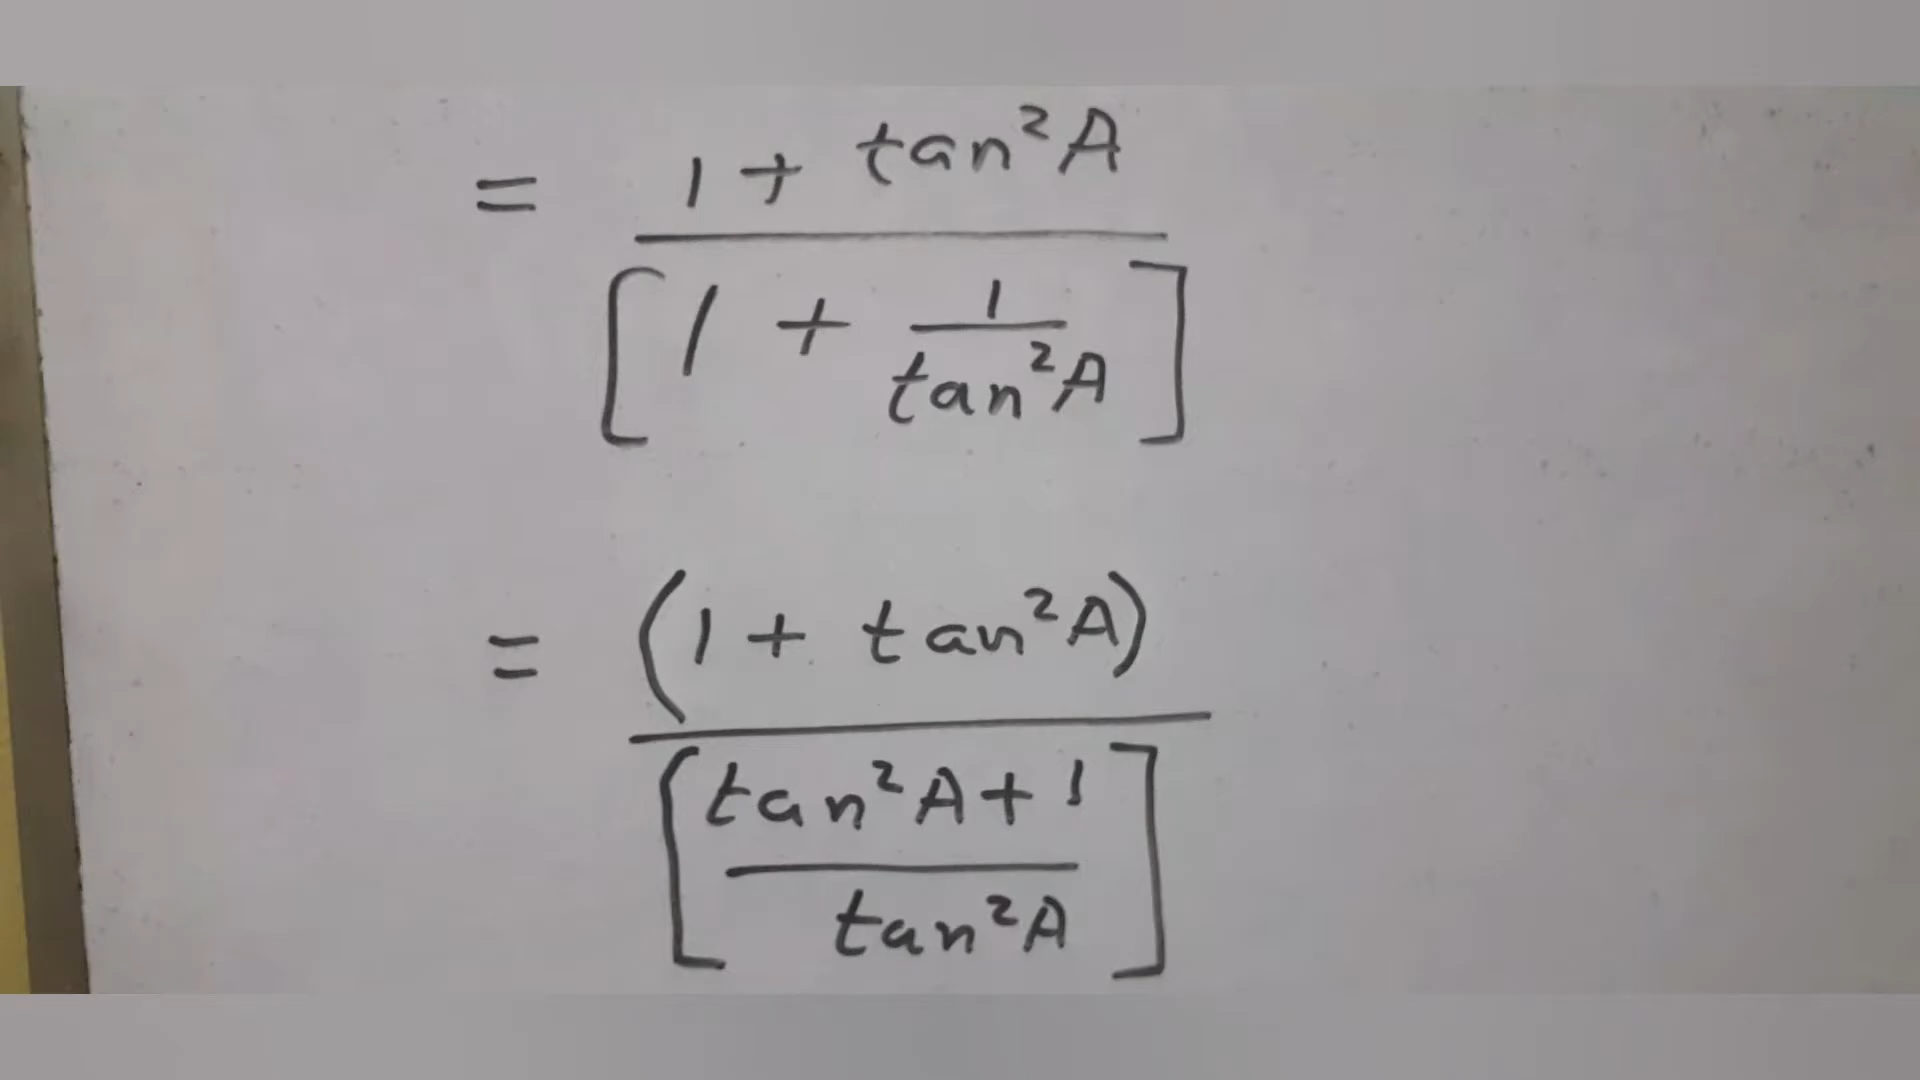 = 1 + tan²A
[1 + 1
tan²A]
= (1 + tan²A)
[tan²A + 1
tan²A]